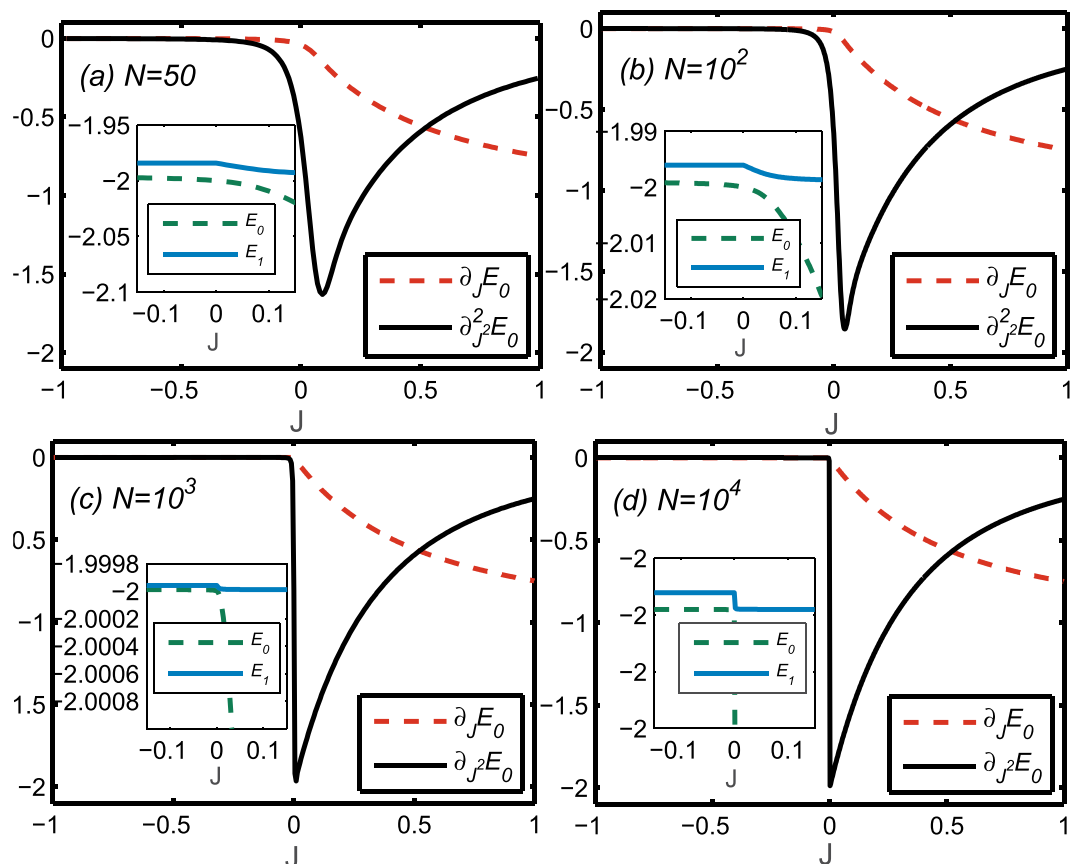 0
−0.5
−1
−1.5
−2
(a) N=50
−1.95
−2
−2.05
−2.1
E0
E1
−0.1 0 0.1
J
∂JE0
∂²J²E0
−1 −0.5 0 0.5 1
J
0
−0.5
−1
−1.5
−2
(b) N=10²
−1.99
−2
−2.01
−2.02
E0
E1
−0.1 0 0.1
J
∂JE0
∂²J²E0
−1 −0.5 0 0.5 1
J
0
0.5
−1
1.5
−2
(c) N=10³
−1.9998
−2
−2.0002
−2.0004
−2.0006
−2.0008
E0
E1
−0.1 0 0.1
J
∂JE0
∂J²E0
−1 −0.5 0 0.5 1
J
0
−0.5
−1
−1.5
−2
(d) N=10⁴
−2
−2
−2
−2
E0
E1
−0.1 0 0.1
J
∂JE0
∂J²E0
−1 −0.5 0 0.5 1
J